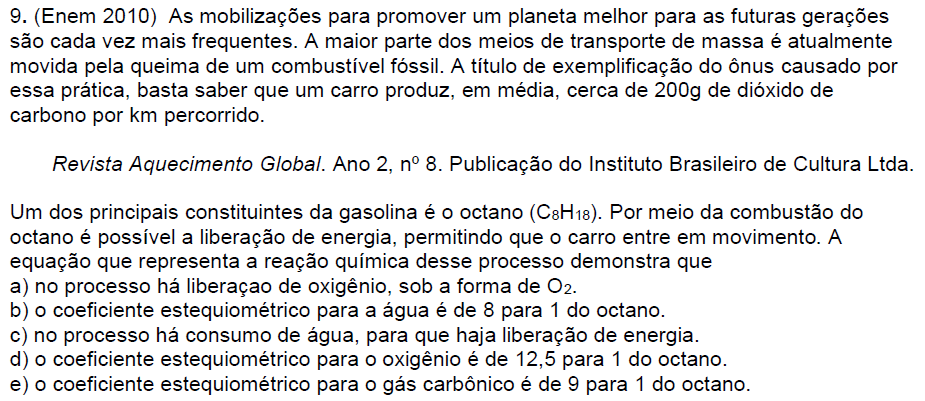 9. (Enem 2010)  As mobilizações para promover um planeta melhor para as futuras gerações
são cada vez mais frequentes. A maior parte dos meios de transporte de massa é atualmente
movida pela queima de um combustível fóssil. A título de exemplificação do ônus causado por
essa prática, basta saber que um carro produz, em média, cerca de 200g de dióxido de
carbono por km percorrido.
Revista Aquecimento Global. Ano 2, nº 8. Publicação do Instituto Brasileiro de Cultura Ltda.
Um dos principais constituintes da gasolina é o octano (C₈H₁₈). Por meio da combustão do
octano é possível a liberação de energia, permitindo que o carro entre em movimento. A
equação que representa a reação química desse processo demonstra que
a) no processo há liberaçao de oxigênio, sob a forma de O₂.
b) o coeficiente estequiométrico para a água é de 8 para 1 do octano.
c) no processo há consumo de água, para que haja liberação de energia.
d) o coeficiente estequiométrico para o oxigênio é de 12,5 para 1 do octano.
e) o coeficiente estequiométrico para o gás carbônico é de 9 para 1 do octano.